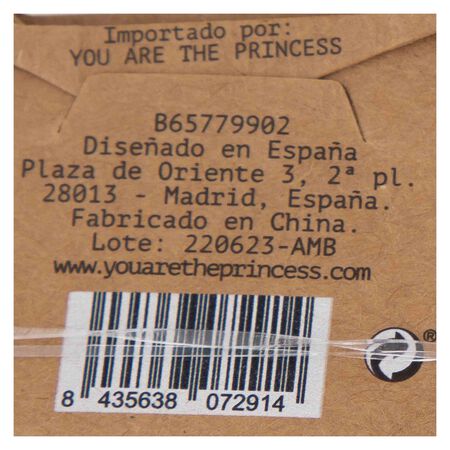 Importado por:
YOU ARE THE PRINCESS
B65779902
Diseñado en España
Plaza de Oriente 3, 2ª pl.
28013 - Madrid, España.
Fabricado en China.
Lote: 220623-AMB
www.youaretheprincess.com
®
8 435638 072914